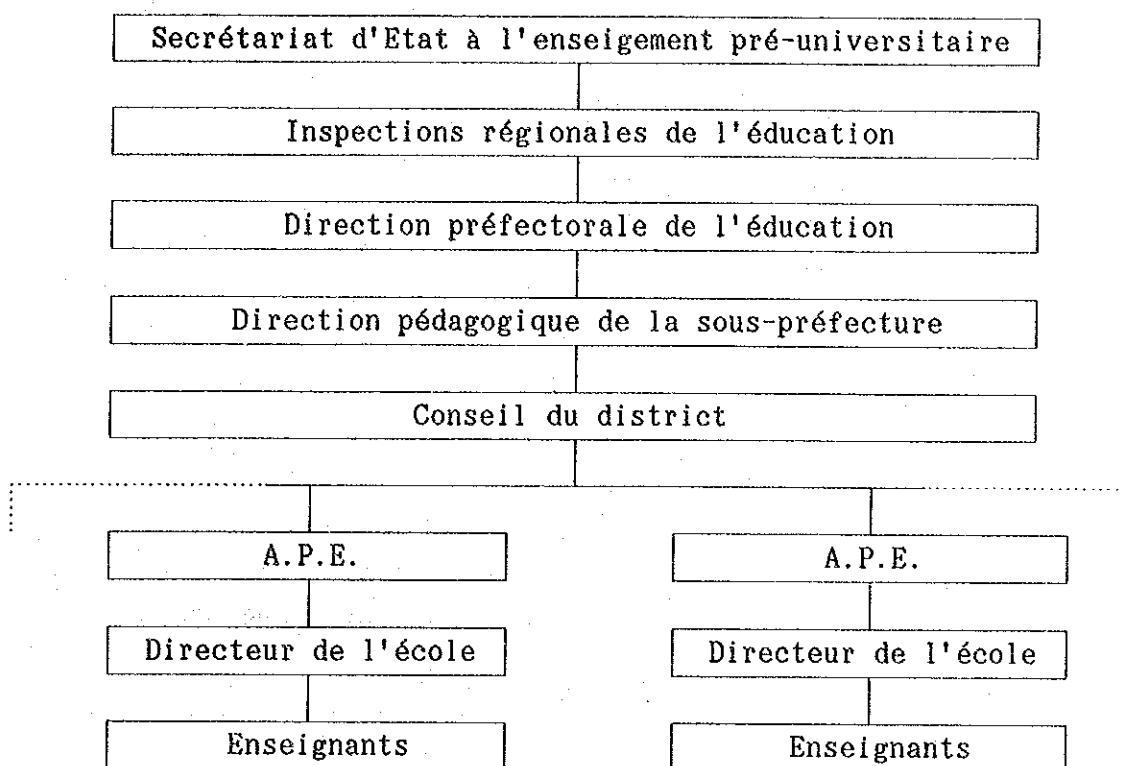 Secrétariat d'Etat à l'enseigement pré-universitaire
Inspections régionales de l'éducation
Direction préfectorale de l'éducation
Direction pédagogique de la sous-préfecture
Conseil du district
A.P.E.
A.P.E.
Directeur de l'école
Directeur de l'école
Enseignants
Enseignants